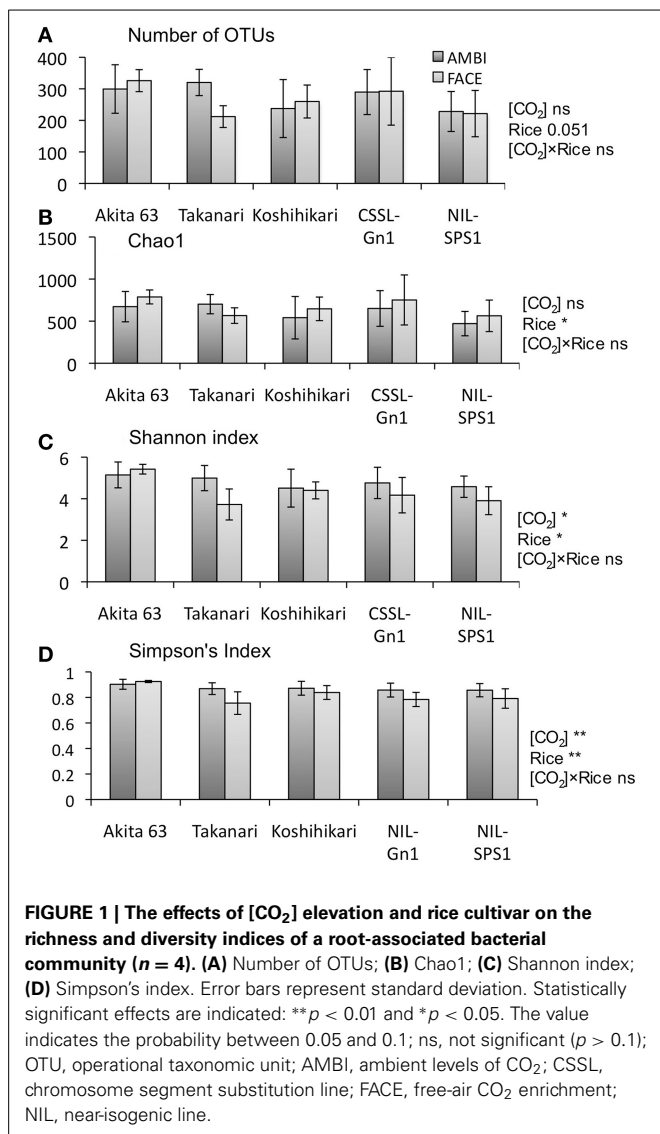 A
Number of OTUs
AMBI
FACE
400
300
200
100
0
[CO₂] ns
Rice 0.051
[CO₂]×Rice ns
Akita 63 Takanari Koshihikari CSSL-Gn1 NIL-SPS1
B
Chao1
1500
1000
500
0
[CO₂] ns
Rice *
[CO₂]×Rice ns
Akita 63 Takanari Koshihikari CSSL-Gn1 NIL-SPS1
C
Shannon index
6
4
2
0
[CO₂] *
Rice *
[CO₂]×Rice ns
Akita 63 Takanari Koshihikari CSSL-Gn1 NIL-SPS1
D
Simpson's Index
1
0.8
0.6
0.4
0.2
0
[CO₂] **
Rice **
[CO₂]×Rice ns
Akita 63 Takanari Koshihikari NIL-Gn1 NIL-SPS1
FIGURE 1 | The effects of [CO₂] elevation and rice cultivar on the
richness and diversity indices of a root-associated bacterial
community (n = 4). (A) Number of OTUs; (B) Chao1; (C) Shannon index;
(D) Simpson's index. Error bars represent standard deviation. Statistically
significant effects are indicated: **p < 0.01 and *p < 0.05. The value
indicates the probability between 0.05 and 0.1; ns, not significant (p > 0.1);
OTU, operational taxonomic unit; AMBI, ambient levels of CO₂; CSSL,
chromosome segment substitution line; FACE, free-air CO₂ enrichment;
NIL, near-isogenic line.